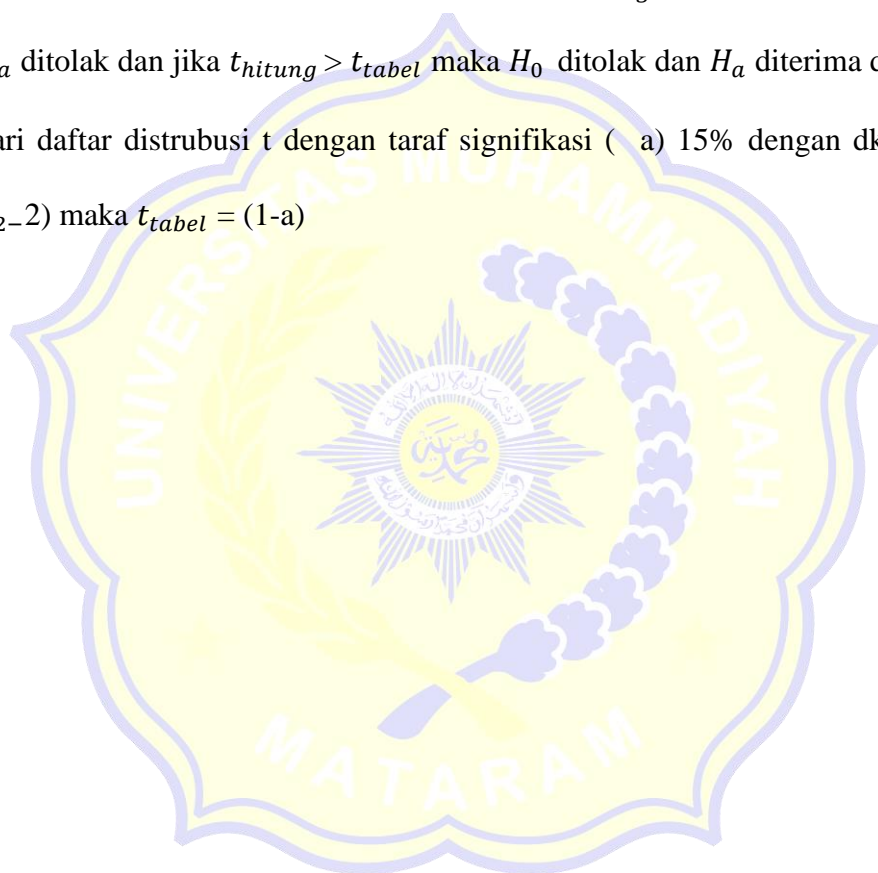 g
a ditolak dan jika t_hitung > t_tabel maka H_0 ditolak dan H_a diterima d
ari daftar distrubusi t dengan taraf signifikasi ( a) 15% dengan dk
2−2) maka t_tabel = (1-a)
UNIVERSITAS MUHAMMADIYAH
MATARAM